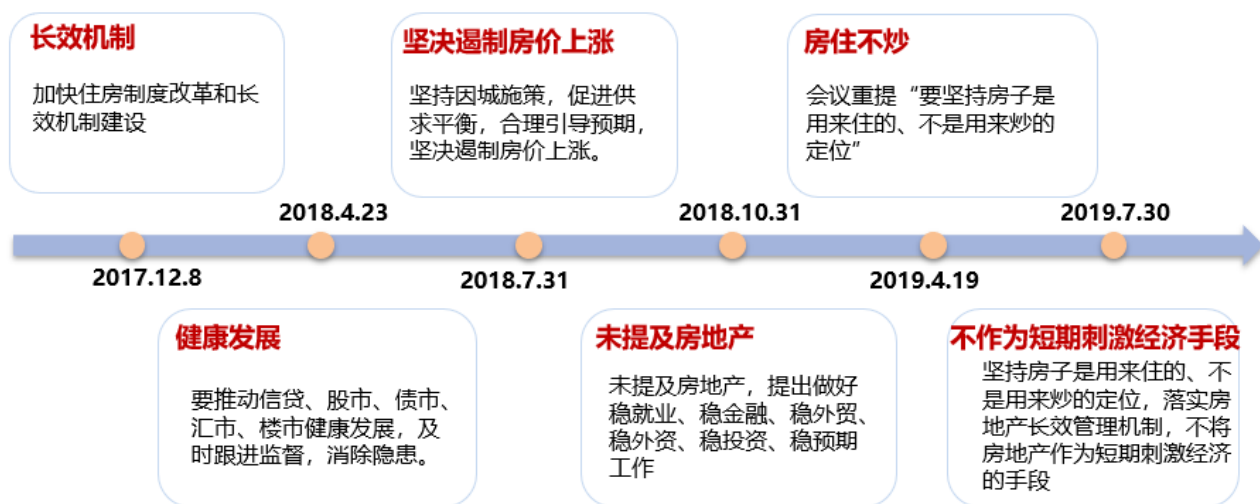 长效机制
加快住房制度改革和长
效机制建设
坚决遏制房价上涨
坚持因城施策，促进供
求平衡，合理引导预期，
坚决遏制房价上涨。
房住不炒
会议重提“要坚持房子是
用来住的、不是用来炒的
定位”
2018.4.23
2018.10.31
2019.7.30
2017.12.8
2018.7.31
2019.4.19
健康发展
要推动信贷、股市、债市、
汇市、楼市健康发展，及
时跟进监督，消除隐患。
未提及房地产
未提及房地产，提出做好
稳就业、稳金融、稳外贸、
稳外资、稳投资、稳预期
工作
不作为短期刺激经济手段
坚持房子是用来住的、不
是用来炒的定位，落实房
地产长效管理机制，不将
房地产作为短期刺激经济
的手段